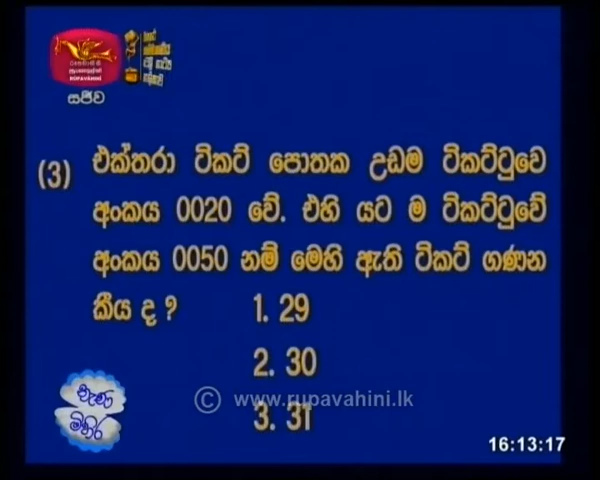 RUPAVAHINI
සජීව
(3) එක්තරා ටිකට් පොතක උඩම ටිකට්ටුවේ
අංකය 0020 වේ. එහි යට ම ටිකට්ටුවේ
අංකය 0050 නම් මෙහි ඇති ටිකට් ගණන
කීය ද ? 1. 29
2. 30
© www.rupavahini.lk
3. 31
නැණ
මිහිර
16:13:17